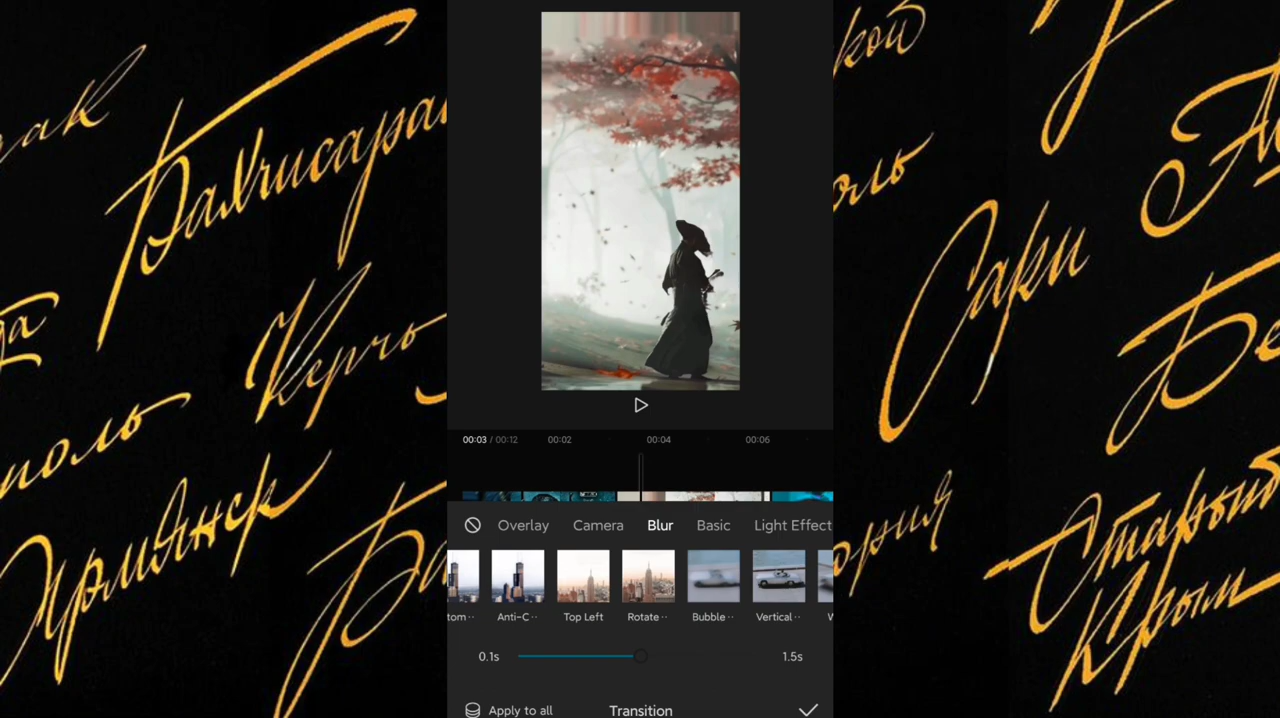 Бахчисарай
Керчь
Армянск
00:03 / 00:12
00:02
00:04
00:06
Overlay
Camera
Blur
Basic
Light Effect
Anti-C··
Top Left
Rotate··
Bubble··
Vertical··
0.1s
1.5s
Apply to all
Transition
Саки
Старый
Крым